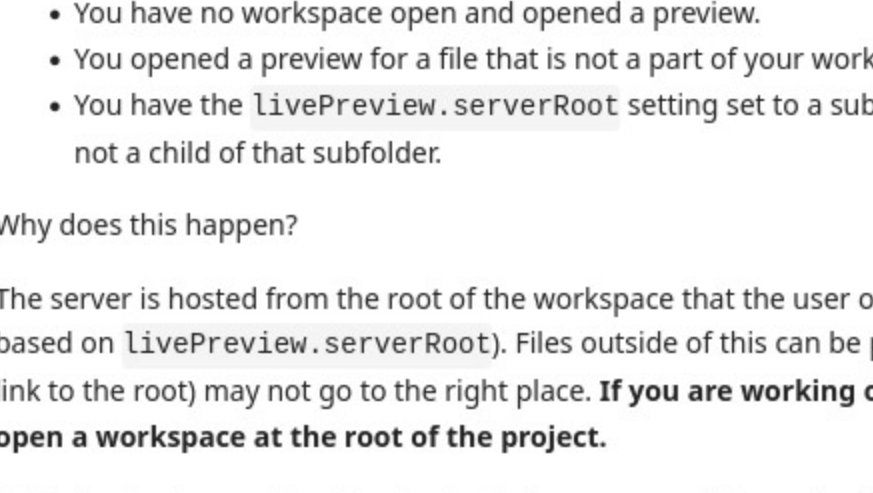 • You have no workspace open and opened a preview.
• You opened a preview for a file that is not a part of your work
• You have the livePreview.serverRoot setting set to a sub
not a child of that subfolder.
Why does this happen?
The server is hosted from the root of the workspace that the user o
based on livePreview.serverRoot). Files outside of this can be p
link to the root) may not go to the right place. If you are working o
open a workspace at the root of the project.